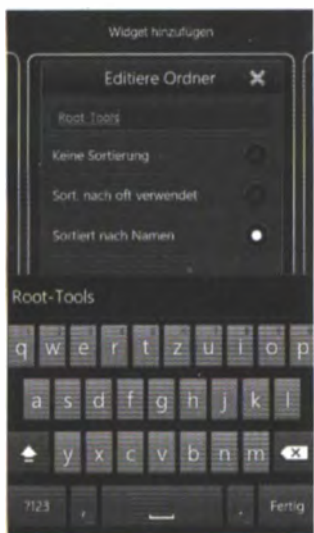 Widget hinzufügen
Editiere Ordner
Root-Tools
Keine Sortierung
Sort. nach oft verwendet
Sortiert nach Namen
Root-Tools
q w e r t z u i o p
a s d f g h j k l
y x c v b n m
?123 , . Fertig